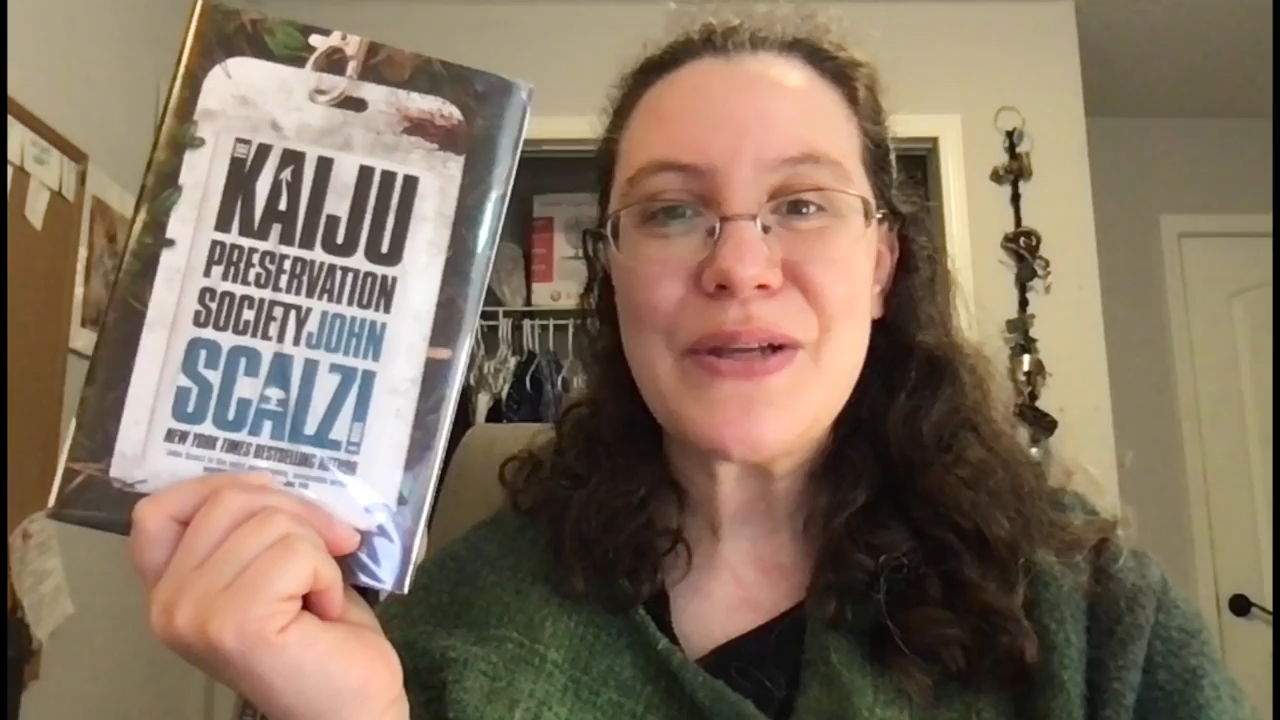 THE
KAIJU
PRESERVATION
SOCIETY JOHN
SCALZI
NEW YORK TIMES BESTSELLING AUTHOR